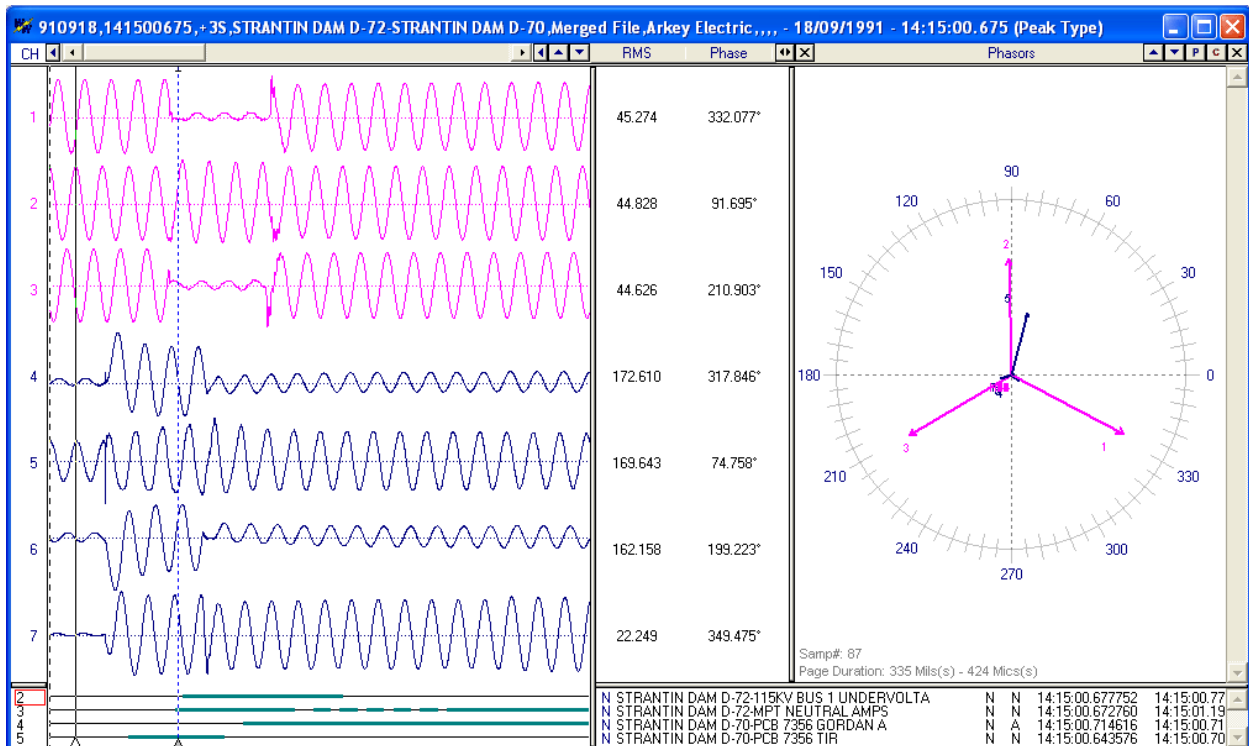 910918,141500675,+3S,STRANTIN DAM D-72-STRANTIN DAM D-70,Merged File,Arkey Electric,,,, - 18/09/1991 - 14:15:00.675 (Peak Type)
CH RMS Phase Phasors P C
1 45.274 332.077°
2 44.828 91.695°
3 44.626 210.903°
4 172.610 317.846°
5 169.643 74.758°
6 162.158 199.223°
7 22.249 349.475°
90
120 60
2
150 30
5
180 0
4
3 1
210 330
240 300
270
Samp#: 87
Page Duration: 335 Mils(s) - 424 Mics(s)
2 N STRANTIN DAM D-72-115KV BUS 1 UNDERVOLTA N N 14:15:00.677752 14:15:00.77
3 N STRANTIN DAM D-72-MPT NEUTRAL AMPS N N 14:15:00.672760 14:15:01.19
4 N STRANTIN DAM D-70-PCB 7356 GORDAN A N A 14:15:00.714616 14:15:00.71
5 N STRANTIN DAM D-70-PCB 7356 TIR N N 14:15:00.643576 14:15:00.70